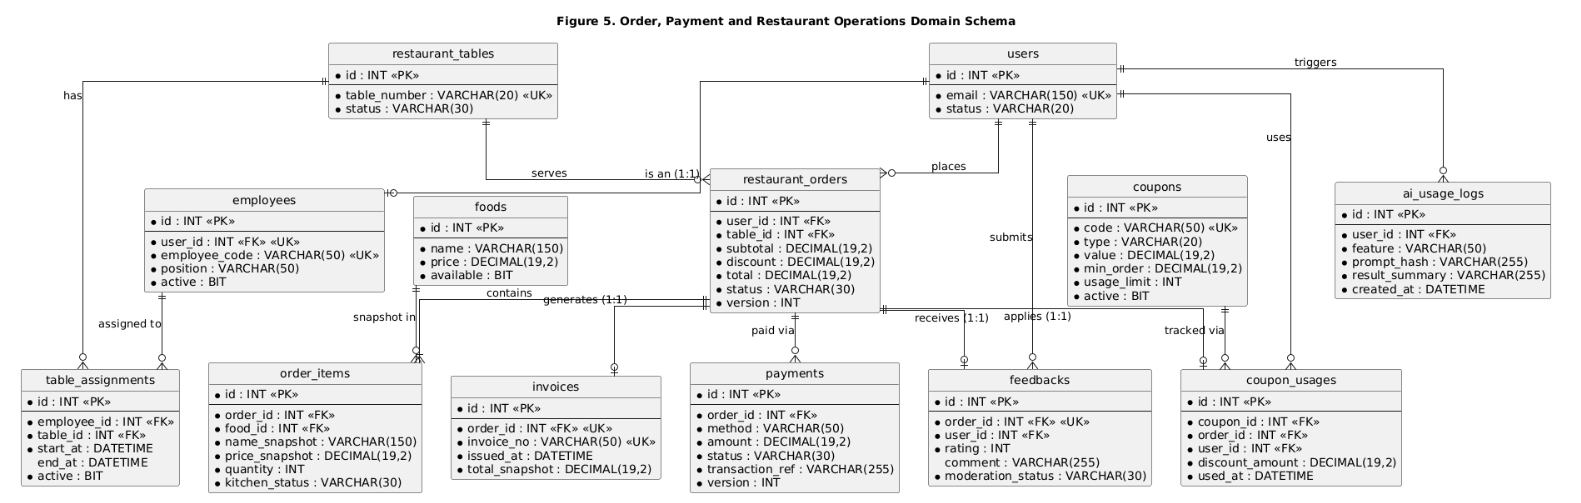 Figure 5. Order, Payment and Restaurant Operations Domain Schema
restaurant_tables
id : INT «PK»
table_number : VARCHAR(20) «UK»
status : VARCHAR(30)
users
id : INT «PK»
email : VARCHAR(150) «UK»
status : VARCHAR(20)
triggers
has
uses
serves
is an (1:1)
places
employees
id : INT «PK»
user_id : INT «FK» «UK»
employee_code : VARCHAR(50) «UK»
position : VARCHAR(50)
active : BIT
foods
id : INT «PK»
name : VARCHAR(150)
price : DECIMAL(19,2)
available : BIT
restaurant_orders
id : INT «PK»
user_id : INT «FK»
table_id : INT «FK»
subtotal : DECIMAL(19,2)
discount : DECIMAL(19,2)
total : DECIMAL(19,2)
status : VARCHAR(30)
version : INT
submits
coupons
id : INT «PK»
code : VARCHAR(50) «UK»
type : VARCHAR(20)
value : DECIMAL(19,2)
min_order : DECIMAL(19,2)
usage_limit : INT
active : BIT
ai_usage_logs
id : INT «PK»
user_id : INT «FK»
feature : VARCHAR(50)
prompt_hash : VARCHAR(255)
result_summary : VARCHAR(255)
created_at : DATETIME
contains
generates (1:1)
assigned to
snapshot in
paid via
receives (1:1)
applies (1:1)
tracked via
table_assignments
id : INT «PK»
employee_id : INT «FK»
table_id : INT «FK»
start_at : DATETIME
end_at : DATETIME
active : BIT
order_items
id : INT «PK»
order_id : INT «FK»
food_id : INT «FK»
name_snapshot : VARCHAR(150)
price_snapshot : DECIMAL(19,2)
quantity : INT
kitchen_status : VARCHAR(30)
invoices
id : INT «PK»
order_id : INT «FK» «UK»
invoice_no : VARCHAR(50) «UK»
issued_at : DATETIME
total_snapshot : DECIMAL(19,2)
payments
id : INT «PK»
order_id : INT «FK»
method : VARCHAR(50)
amount : DECIMAL(19,2)
status : VARCHAR(30)
transaction_ref : VARCHAR(255)
version : INT
feedbacks
id : INT «PK»
order_id : INT «FK» «UK»
user_id : INT «FK»
rating : INT
comment : VARCHAR(255)
moderation_status : VARCHAR(30)
coupon_usages
id : INT «PK»
coupon_id : INT «FK»
order_id : INT «FK»
user_id : INT «FK»
discount_amount : DECIMAL(19,2)
used_at : DATETIME